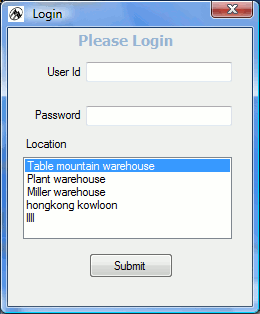 Login
Please Login
User Id
Password
Location
Table mountain warehouse
Plant warehouse
Miller warehouse
hongkong kowloon
llll
Submit